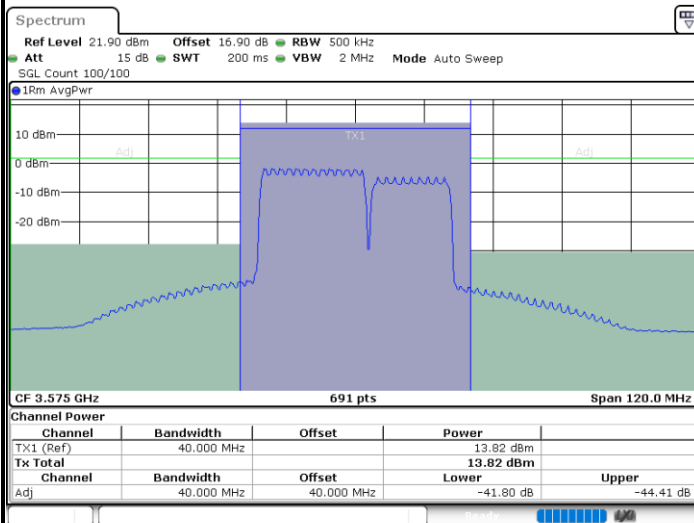 Spectrum
Ref Level 21.90 dBm Offset 16.90 dB RBW 500 kHz
Att 15 dB SWT 200 ms VBW 2 MHz Mode Auto Sweep
SGL Count 100/100
1Rm AvgPwr
10 dBm
TX1
Adj Adj
0 dBm
-10 dBm
-20 dBm
CF 3.575 GHz 691 pts Span 120.0 MHz
Channel Power
Channel Bandwidth Offset Power
TX1 (Ref) 40.000 MHz 13.82 dBm
Tx Total 13.82 dBm
Channel Bandwidth Offset Lower Upper
Adj 40.000 MHz 40.000 MHz -41.80 dB -44.41 dB
Ready